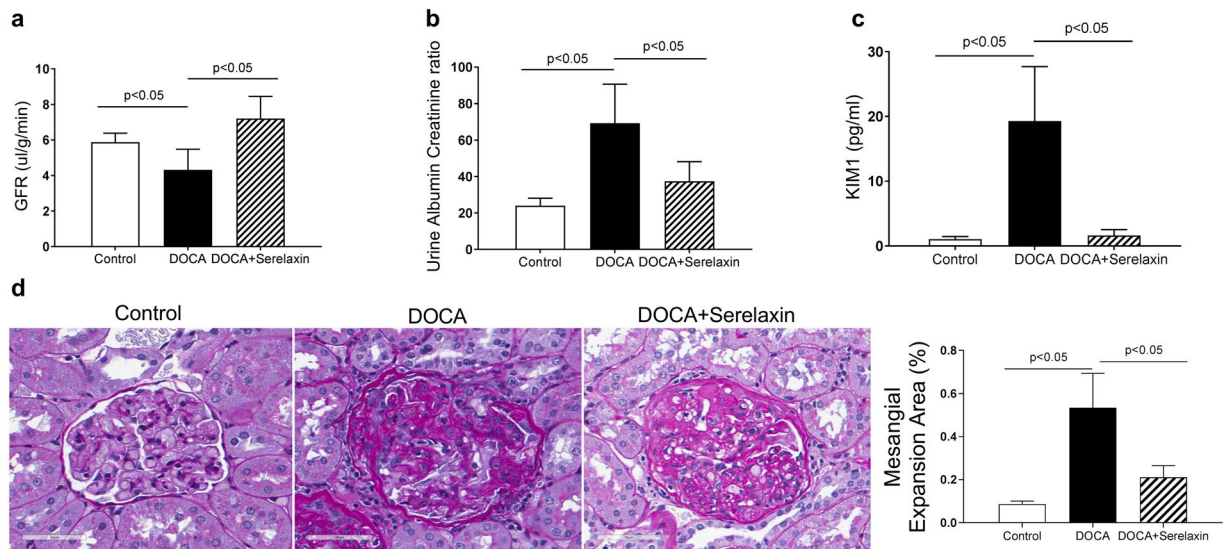 a
GFR (ul/g/min)
10
8
6
4
2
0
p<0.05
p<0.05
Control
DOCA
DOCA+Serelaxin
b
Urine Albumin Creatinine ratio
100
80
60
40
20
0
p<0.05
p<0.05
Control
DOCA
DOCA+Serelaxin
c
KIM1 (pg/ml)
30
20
10
0
p<0.05
p<0.05
Control
DOCA
DOCA+Serelaxin
d
Control
DOCA
DOCA+Serelaxin
Mesangial
Expansion Area (%)
0.8
0.6
0.4
0.2
0.0
p<0.05
p<0.05
Control
DOCA
DOCA+Serelaxin